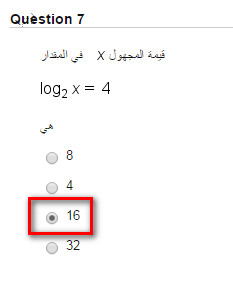 Question 7
قيمة المجهول x في المقدار
log₂ x = 4
هي
8
4
16
32